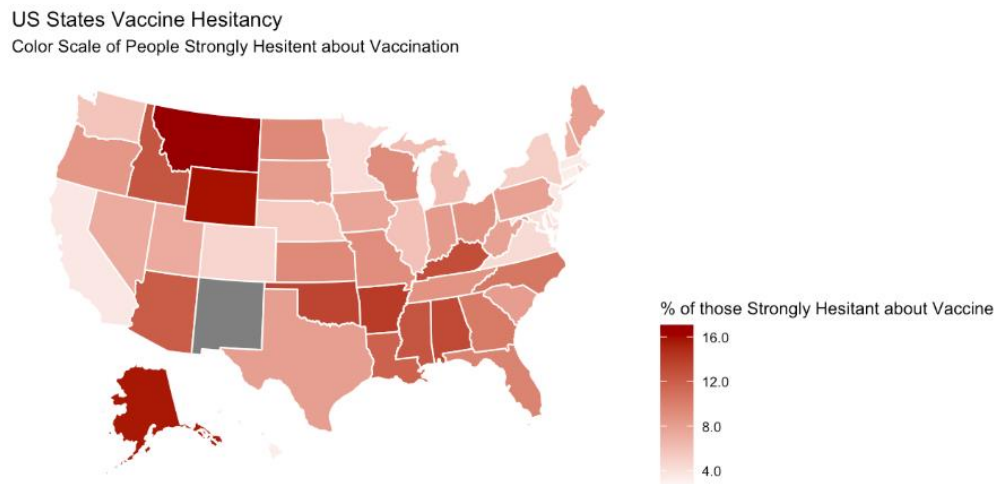 US States Vaccine Hesitancy
Color Scale of People Strongly Hesitent about Vaccination
% of those Strongly Hesitant about Vaccine
16.0
12.0
8.0
4.0